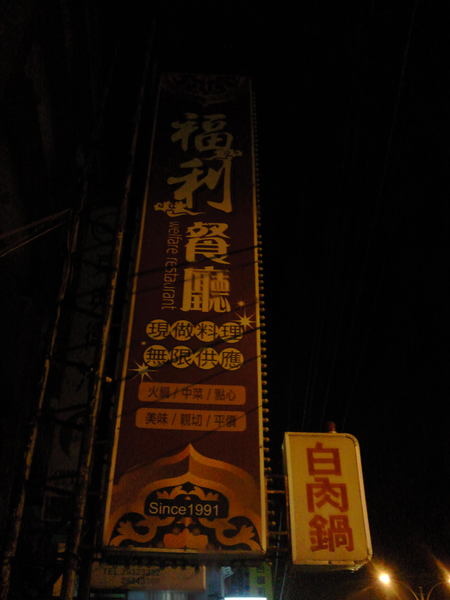 福利餐廳
welfare restaurant
現做料理
無限供應
火鍋/中菜/點心
美味/親切/平價
Since1991
白肉鍋